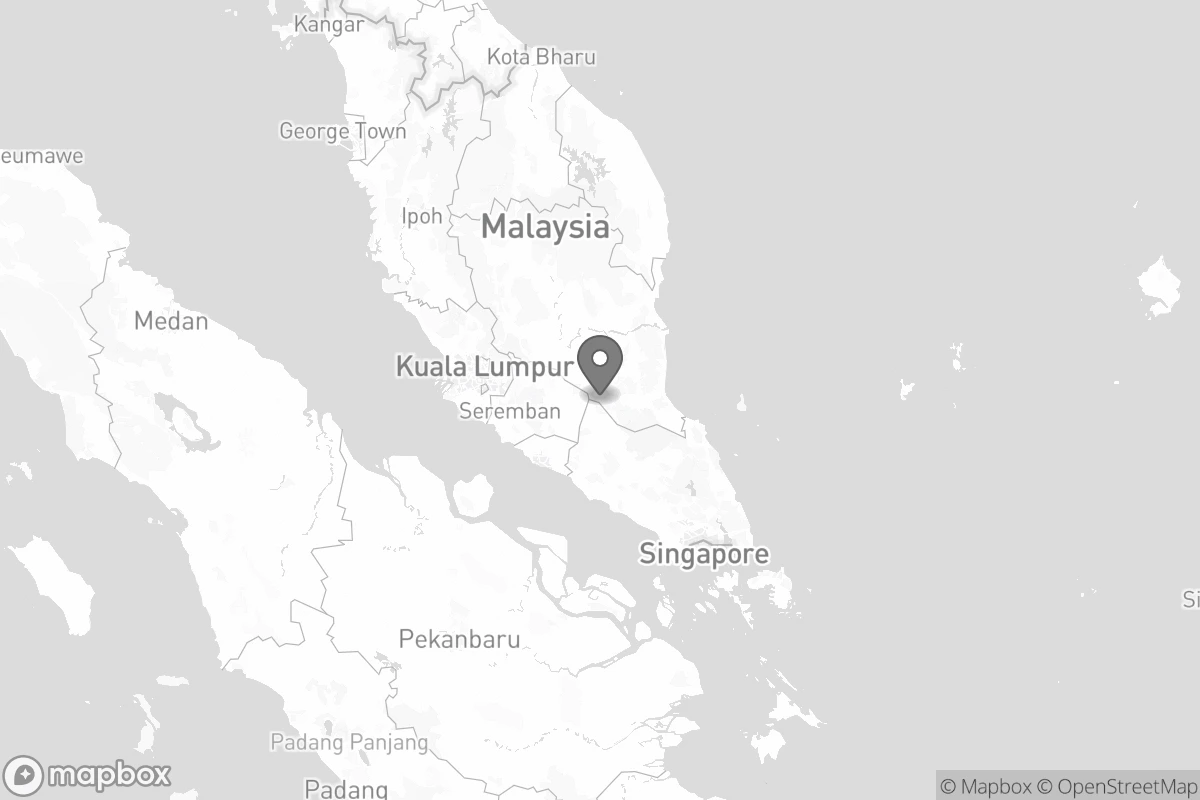 Kangar
Kota Bharu
George Town
eumawe
Ipoh
Malaysia
Medan
Kuala Lumpur
Seremban
Singapore
Si
Pekanbaru
Padang Panjang
Padang
mapbox
© Mapbox © OpenStreetMap